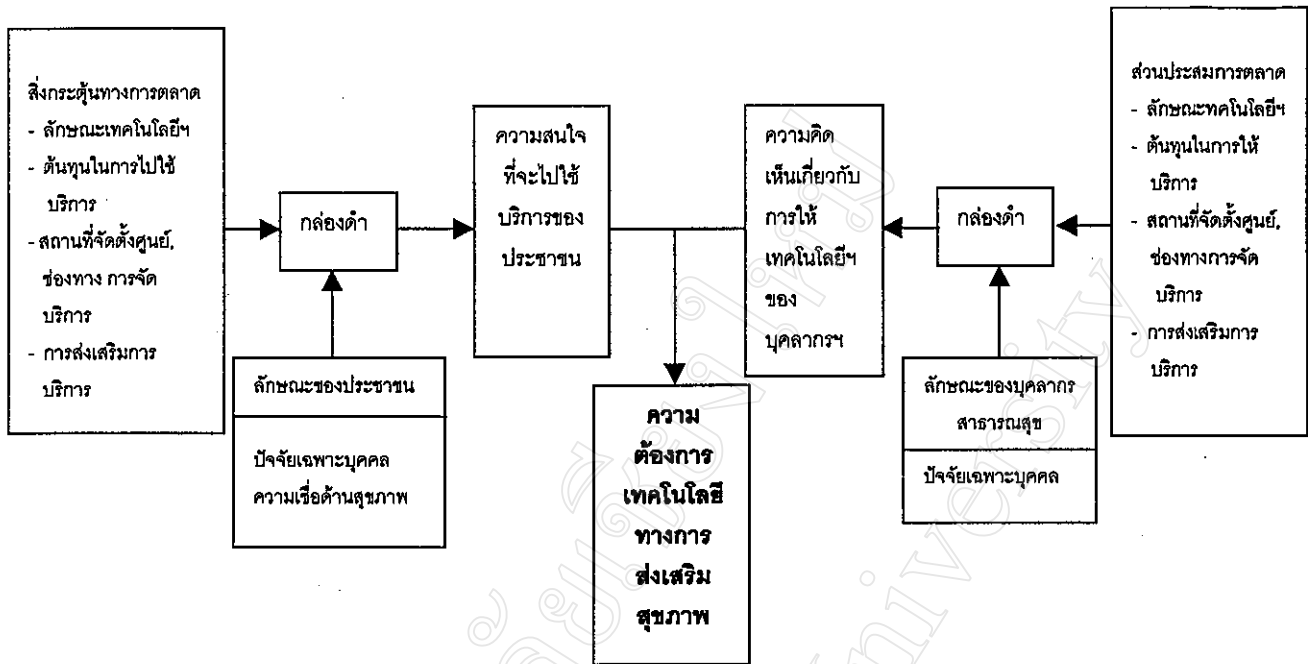 สิ่งกระตุ้นทางการตลาด
- ลักษณะเทคโนโลยีฯ
- ต้นทุนในการไปใช้
บริการ
-สถานที่จัดตั้งศูนย์,
ช่องทาง การจัด
บริการ
- การส่งเสริมการ
บริการ
กล่องดำ
ลักษณะของประชาชน
ปัจจัยเฉพาะบุคคล
ความเชื่อด้านสุขภาพ
ความสนใจ
ที่จะไปใช้
บริการของ
ประชาชน
ความ
ต้องการ
เทคโนโลยี
ทางการ
ส่งเสริม
สุขภาพ
ความคิด
เห็นเกี่ยวกับ
การให้
เทคโนโลยีฯ
ของ
บุคลากรฯ
กล่องดำ
ลักษณะของบุคลากร
สาธารณสุข
ปัจจัยเฉพาะบุคคล
ส่วนประสมการตลาด
- ลักษณะทคโนโลยีฯ
- ต้นทุนในการให้
บริการ
- สถานที่จัดตั้งศูนย์,
ช่องทางการจัด
บริการ
- การส่งเสริมการ
บริการ
University